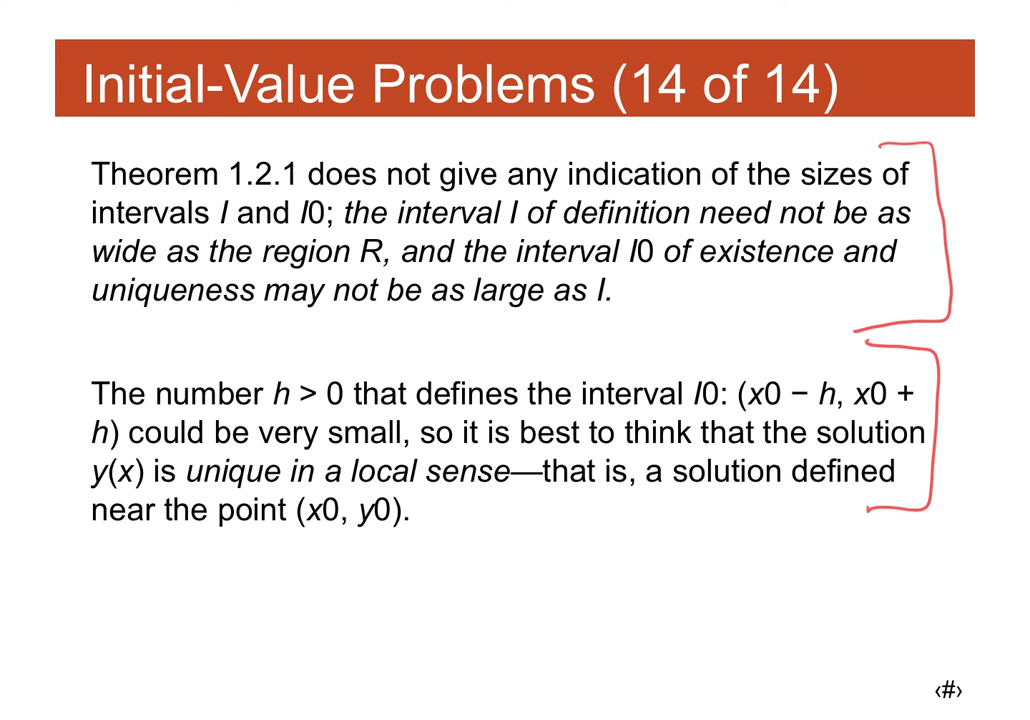 Initial-Value Problems (14 of 14)
Theorem 1.2.1 does not give any indication of the sizes of
intervals I and I0; the interval I of definition need not be as
wide as the region R, and the interval I0 of existence and
uniqueness may not be as large as I.
The number h > 0 that defines the interval I0: (x0 − h, x0 +
h) could be very small, so it is best to think that the solution
y(x) is unique in a local sense—that is, a solution defined
near the point (x0, y0).
‹#›